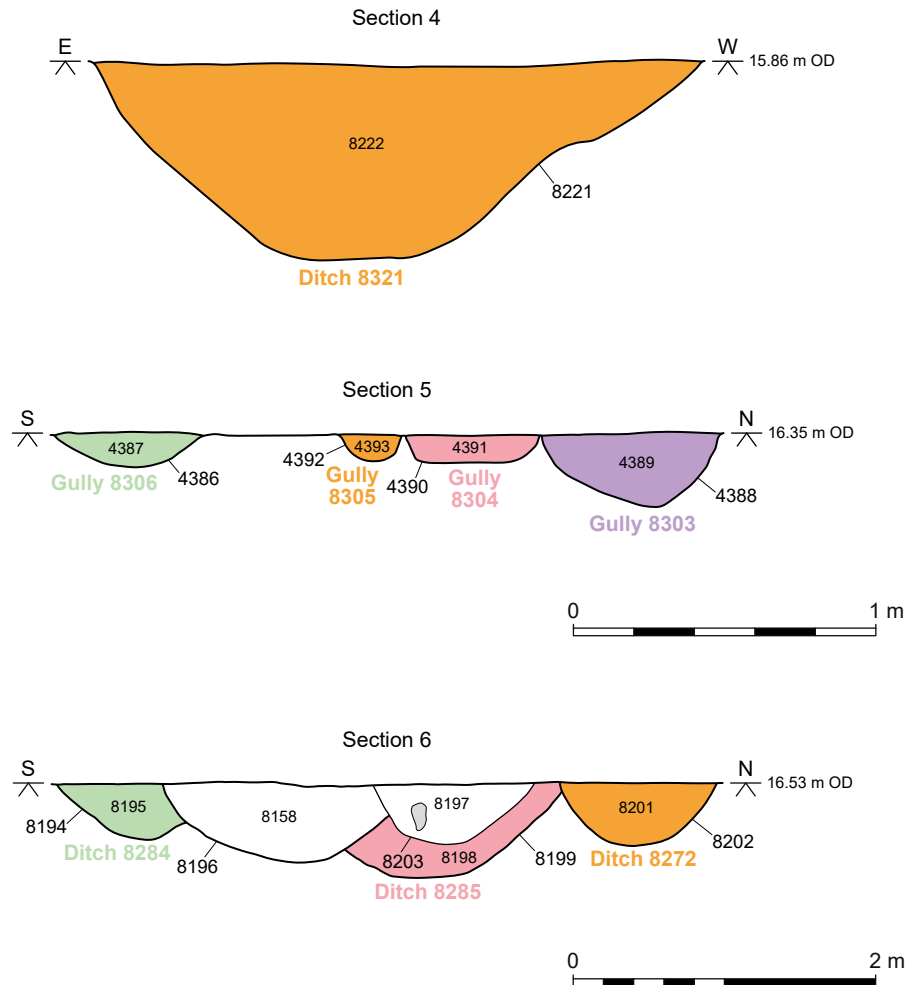 Section 4
E
W
15.86 m OD
8222
8221
Ditch 8321
Section 5
S
N
16.35 m OD
4387
4393
4391
4389
4392
4386
4390
4388
Gully 8306
Gully
8305
Gully
8304
Gully 8303
0
1 m
Section 6
S
N
16.53 m OD
8195
8158
8197
8201
8194
8196
8203
8198
8199
8202
Ditch 8284
Ditch 8285
Ditch 8272
0
2 m